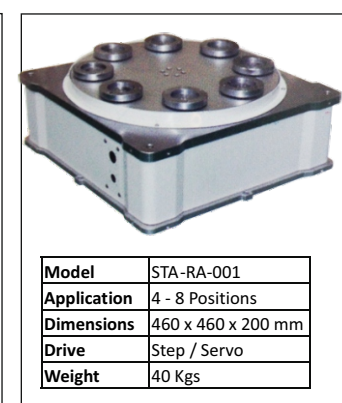 Model STA-RA-001
Application 4 - 8 Positions
Dimensions 460 x 460 x 200 mm
Drive Step / Servo
Weight 40 Kgs